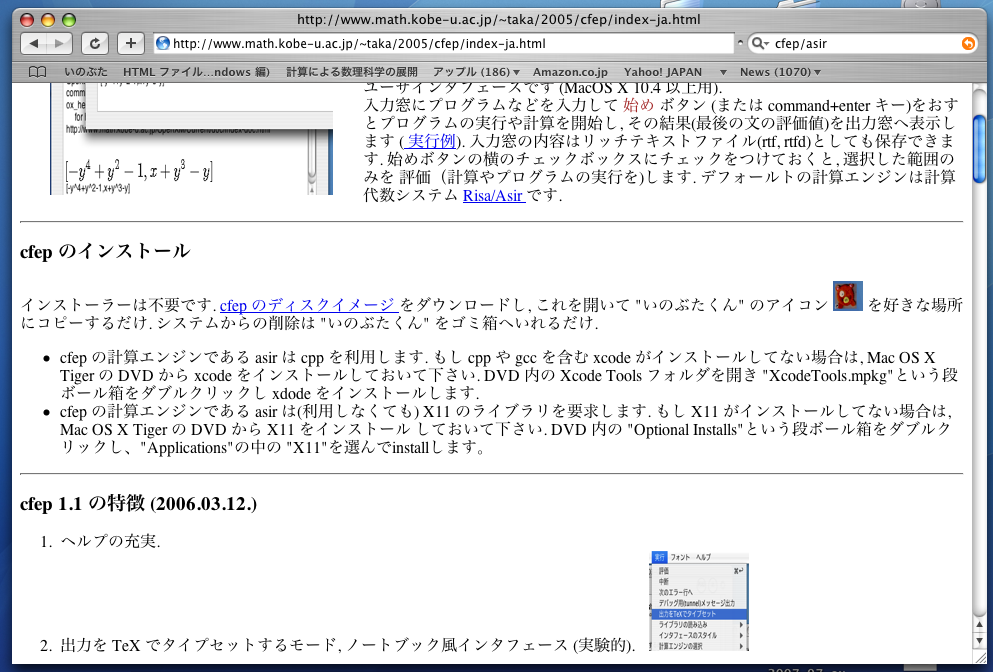 http://www.math.kobe-u.ac.jp/~taka/2005/cfep/index-ja.html
http://www.math.kobe-u.ac.jp/~taka/2005/cfep/index-ja.html
cfep/asir
いのぶた HTML ファイル...ndows 編) 計算による数理科学の展開 アップル (186)▼ Amazon.co.jp Yahoo! JAPAN ▼ News (1070)▼
ユーザインタフェースです (MacOS X 10.4 以上用).
入力窓にプログラムなどを入力して 始め ボタン (または command+enter キー)をおす
とプログラムの実行や計算を開始し, その結果(最後の文の評価値)を出力窓へ表示しま
す ( 実行例). 入力窓の内容はリッチテキストファイル(rtf, rtfd)としても保存できま
す. 始めボタンの横のチェックボックスにチェックをつけておくと, 選択した範囲の
みを 評価（計算やプログラムの実行を)します. デフォールトの計算エンジンは計算
代数システム Risa/Asir です.
comm
ox_he
for
[-y⁴+y²−1,x+y³−y]
[-y^4+y^2-1,x+y^3-y]
cfep のインストール
インストーラーは不要です. cfep のディスクイメージ をダウンロードし, これを開いて "いのぶたくん" のアイコン を好きな場所
にコピーするだけ. システムからの削除は "いのぶたくん" をゴミ箱へいれるだけ.
• cfep の計算エンジンである asir は cpp を利用します. もし cpp や gcc を含む xcode がインストールしてない場合は, Mac OS X
Tiger の DVD から xcode をインストールしておいて下さい. DVD 内の Xcode Tools フォルダを開き "XcodeTools.mpkg"という段
ボール箱をダブルクリックし xdode をインストールします.
• cfep の計算エンジンである asir は(利用しなくても) X11 のライブラリを要求します. もし X11 がインストールしてない場合は,
Mac OS X Tiger の DVD から X11 をインストール しておいて下さい. DVD 内の "Optional Installs"という段ボール箱をダブルク
リックし、"Applications"の中の "X11"を選んでinstallします。
cfep 1.1 の特徴 (2006.03.12.)
1. ヘルプの充実.
実行 フォント ヘルプ
評価 ⌘↩
中断
次のエラー行へ
デバッグ用(tunnel)メッセージ出力
出力をTeXでタイプセット
ライブラリの読み込み
インタフェースのスタイル
計算エンジンの選択
2. 出力を TeX でタイプセットするモード, ノートブック風インタフェース (実験的).